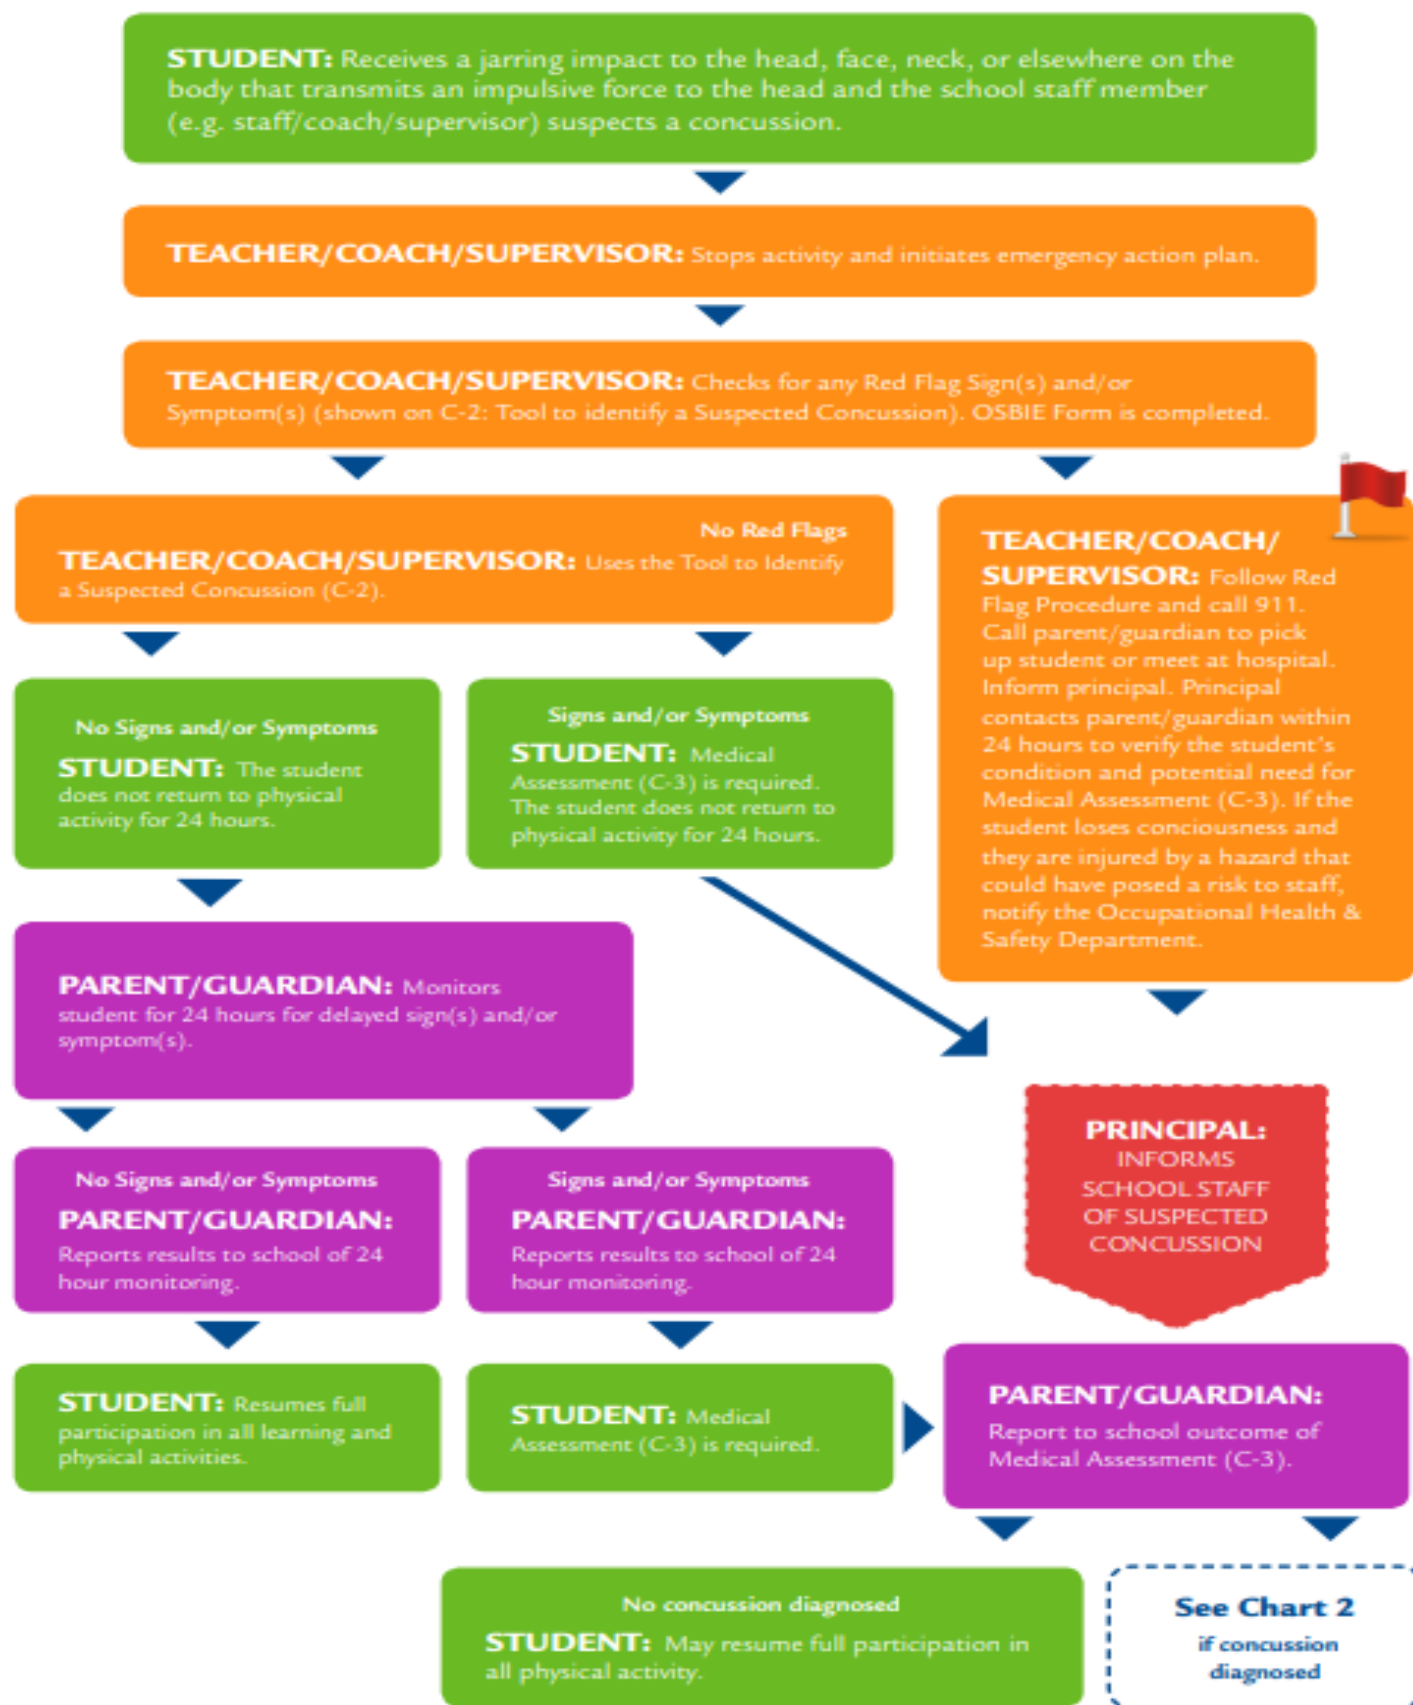 STUDENT: Receives a jarring impact to the head, face, neck, or elsewhere on the
body that transmits an impulsive force to the head and the school staff member
(e.g. staff/coach/supervisor) suspects a concussion.
TEACHER/COACH/SUPERVISOR: Stops activity and initiates emergency action plan.
TEACHER/COACH/SUPERVISOR: Checks for any Red Flag Sign(s) and/or
Symptom(s) (shown on C-2: Tool to identify a Suspected Concussion). OSBIE Form is completed.
No Red Flags
TEACHER/COACH/SUPERVISOR: Uses the Tool to Identify
a Suspected Concussion (C-2).
TEACHER/COACH/
SUPERVISOR: Follow Red
Flag Procedure and call 911.
Call parent/guardian to pick
up student or meet at hospital.
Inform principal. Principal
contacts parent/guardian within
24 hours to verify the student's
condition and potential need for
Medical Assessment (C-3). If the
student loses conciousness and
they are injured by a hazard that
could have posed a risk to staff,
notify the Occupational Health &
Safety Department.
No Signs and/or Symptoms
STUDENT: The student
does not return to physical
activity for 24 hours.
Signs and/or Symptoms
STUDENT: Medical
Assessment (C-3) is required.
The student does not return to
physical activity for 24 hours.
PARENT/GUARDIAN: Monitors
student for 24 hours for delayed sign(s) and/or
symptom(s).
No Signs and/or Symptoms
PARENT/GUARDIAN:
Reports results to school of 24
hour monitoring.
Signs and/or Symptoms
PARENT/GUARDIAN:
Reports results to school of 24
hour monitoring.
PRINCIPAL:
INFORMS
SCHOOL STAFF
OF SUSPECTED
CONCUSSION
STUDENT: Resumes full
participation in all learning and
physical activities.
STUDENT: Medical
Assessment (C-3) is required.
PARENT/GUARDIAN:
Report to school outcome of
Medical Assessment (C-3).
No concussion diagnosed
STUDENT: May resume full participation in
all physical activity.
See Chart 2
if concussion
diagnosed